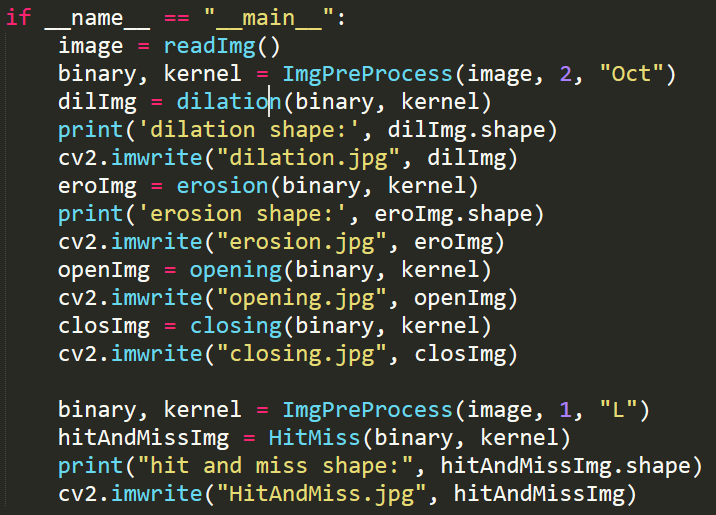 if __name__ == "__main__":
    image = readImg()
    binary, kernel = ImgPreProcess(image, 2, "Oct")
    dilImg = dilation(binary, kernel)
    print('dilation shape:', dilImg.shape)
    cv2.imwrite("dilation.jpg", dilImg)
    eroImg = erosion(binary, kernel)
    print('erosion shape:', eroImg.shape)
    cv2.imwrite("erosion.jpg", eroImg)
    openImg = opening(binary, kernel)
    cv2.imwrite("opening.jpg", openImg)
    closImg = closing(binary, kernel)
    cv2.imwrite("closing.jpg", closImg)

    binary, kernel = ImgPreProcess(image, 1, "L")
    hitAndMissImg = HitMiss(binary, kernel)
    print("hit and miss shape:", hitAndMissImg.shape)
    cv2.imwrite("HitAndMiss.jpg", hitAndMissImg)